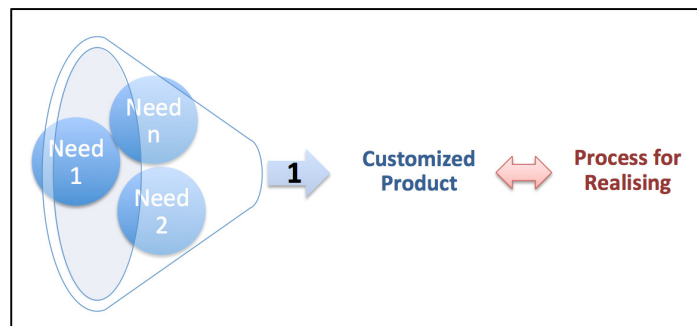 Need
n
Need
1
Need
2
1
Customized
Product
Process for
Realising